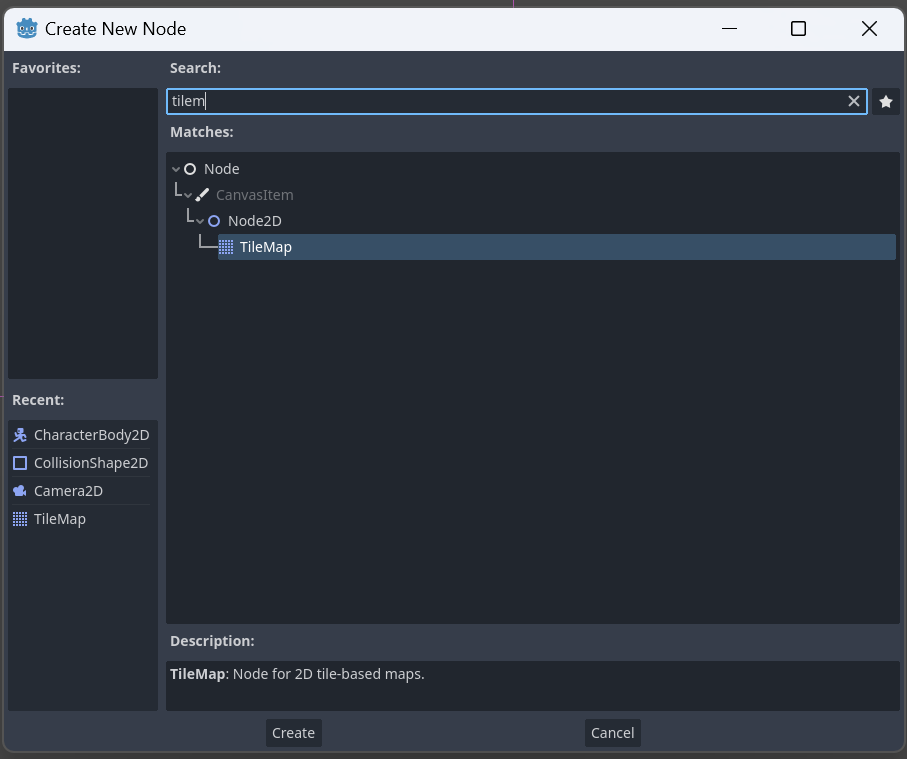 Create New Node
Favorites:
Search:
tilem
Matches:
Node
CanvasItem
Node2D
TileMap
Recent:
CharacterBody2D
CollisionShape2D
Camera2D
TileMap
Description:
TileMap: Node for 2D tile-based maps.
Create
Cancel